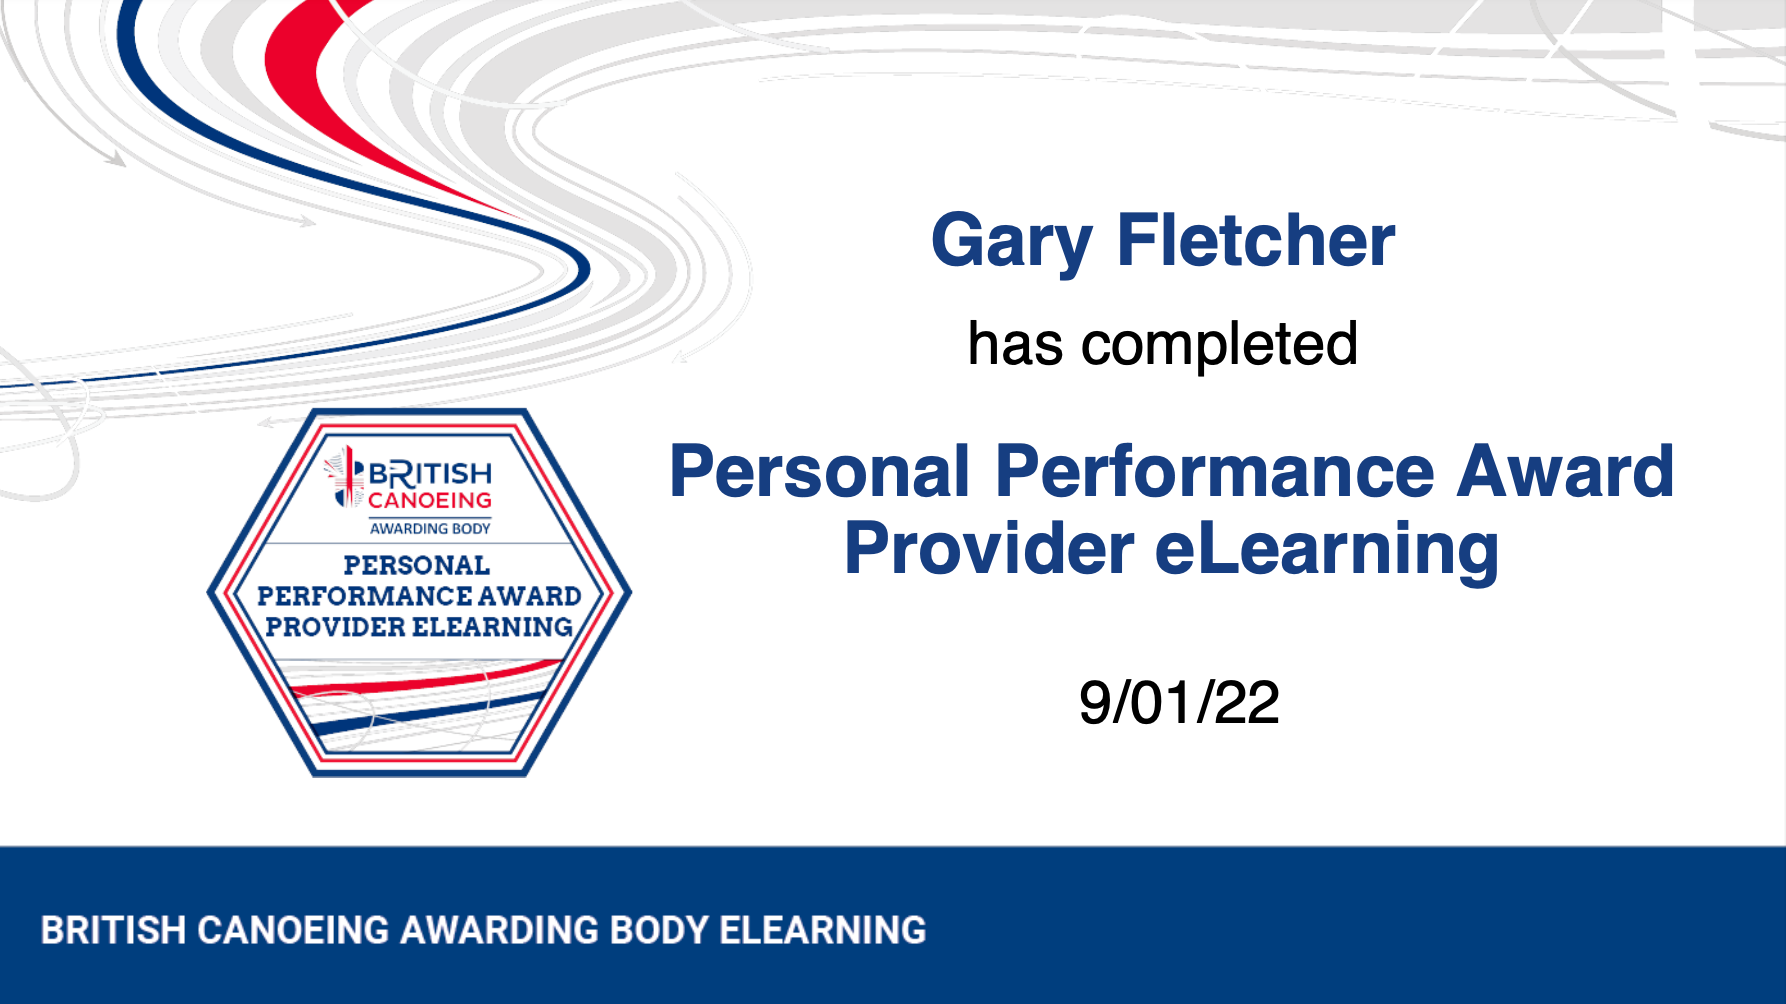 Gary Fletcher
has completed
Personal Performance Award
Provider eLearning
9/01/22
BRITISH
CANOEING
AWARDING BODY
PERSONAL
PERFORMANCE AWARD
PROVIDER ELEARNING
BRITISH CANOEING AWARDING BODY ELEARNING